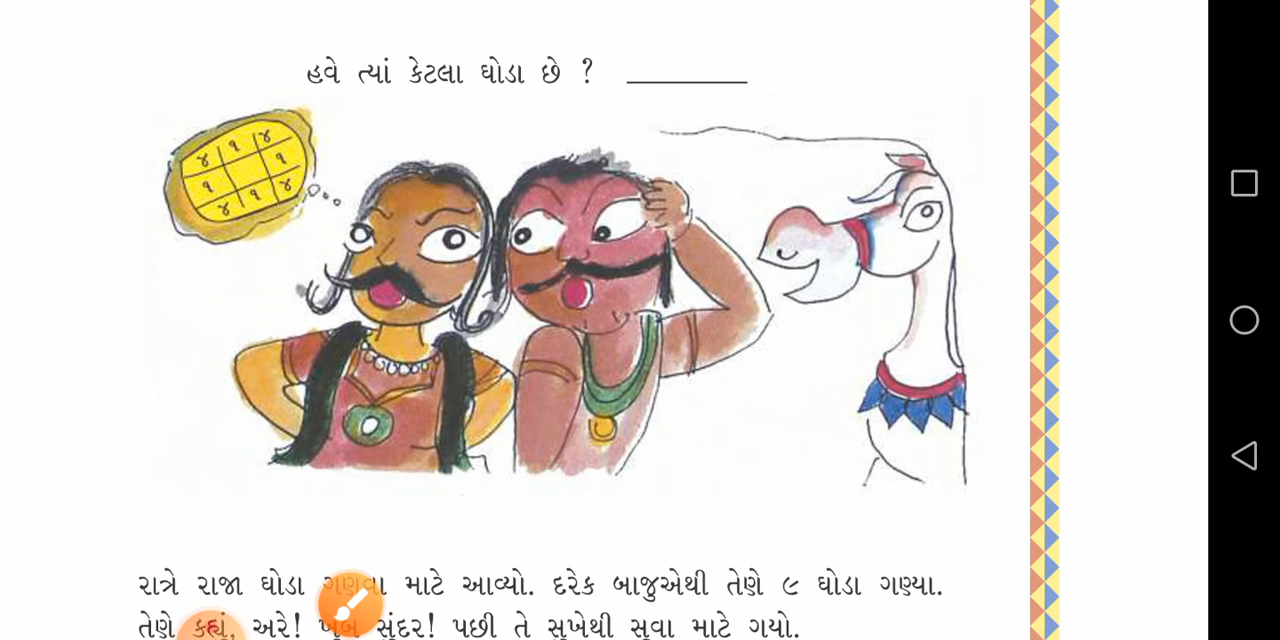 હવે ત્યાં કેટલા ઘોડા છે ?
૪ ૧ ૪
૧ ૧
૪ ૧ ૪
રાત્રે રાજા ઘોડા ગણવા માટે આવ્યો. દરેક બાજુએથી તેણે ૯ ઘોડા ગણ્યા.
તેણે કહ્યું, અરે! ખૂબ સુંદર! પછી તે સુખેથી સૂવા માટે ગયો.